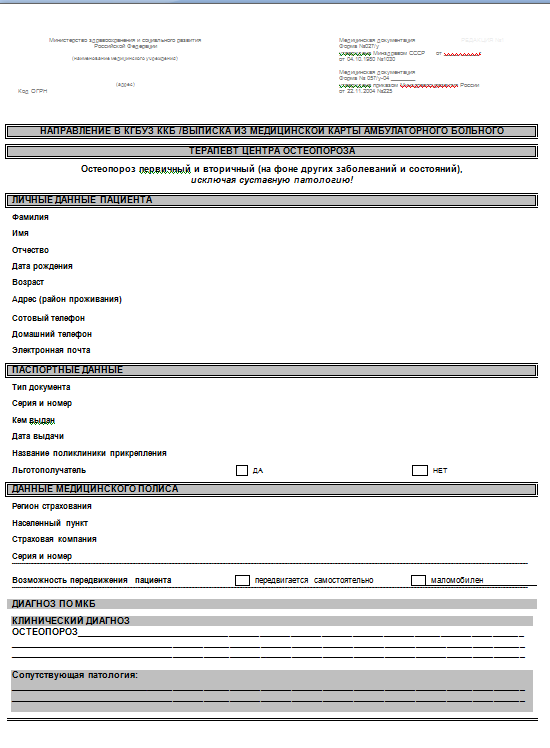 Министерство здравоохранения и социального развития
Российской Федерации
(наименование медицинского учреждения)
(адрес)
Код ОГРН
Медицинская документация
Форма №027/у
Минздравом СССР от
от 04.10.1980 №1030
Медицинская документация
Форма № 057/у-04
приказом России
от 22.11.2004 №255
НАПРАВЛЕНИЕ В КГБУЗ ККБ /ВЫПИСКА ИЗ МЕДИЦИНСКОЙ КАРТЫ АМБУЛАТОРНОГО БОЛЬНОГО
ТЕРАПЕВТ ЦЕНТРА ОСТЕОПОРОЗА
Остеопороз первичный и вторичный (на фоне других заболеваний и состояний),
исключая суставную патологию!
ЛИЧНЫЕ ДАННЫЕ ПАЦИЕНТА
Фамилия
Имя
Отчество
Дата рождения
Возраст
Адрес (район проживания)
Сотовый телефон
Домашний телефон
Электронная почта
ПАСПОРТНЫЕ ДАННЫЕ
Тип документа
Серия и номер
Кем выдан
Дата выдачи
Название поликлиники прикрепления
Льготополучатель ДА НЕТ
ДАННЫЕ МЕДИЦИНСКОГО ПОЛИСА
Регион страхования
Населенный пункт
Страховая компания
Серия и номер
Возможность передвижения пациента передвигается самостоятельно маломобилен
ДИАГНОЗ ПО МКБ
КЛИНИЧЕСКИЙ ДИАГНОЗ
ОСТЕОПОРОЗ
Сопутствующая патология: